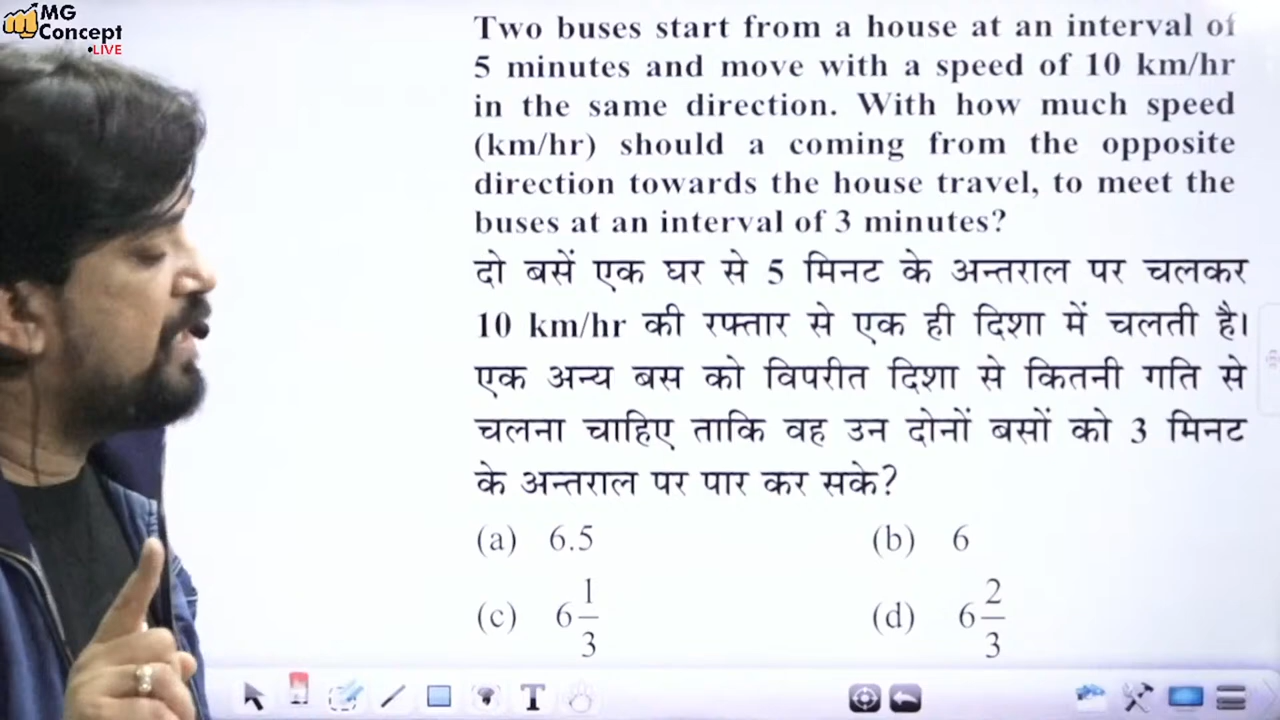 MG
Concept
•LIVE
Two buses start from a house at an interval of
5 minutes and move with a speed of 10 km/hr
in the same direction. With how much speed
(km/hr) should a coming from the opposite
direction towards the house travel, to meet the
buses at an interval of 3 minutes?
दो बसें एक घर से 5 मिनट के अन्तराल पर चलकर
10 km/hr की रफ्तार से एक ही दिशा में चलती है।
एक अन्य बस को विपरीत दिशा से कितनी गति से
चलना चाहिए ताकि वह उन दोनों बसों को 3 मिनट
के अन्तराल पर पार कर सके?
(a) 6.5 (b) 6
(c) 6 1/3 (d) 6 2/3
T